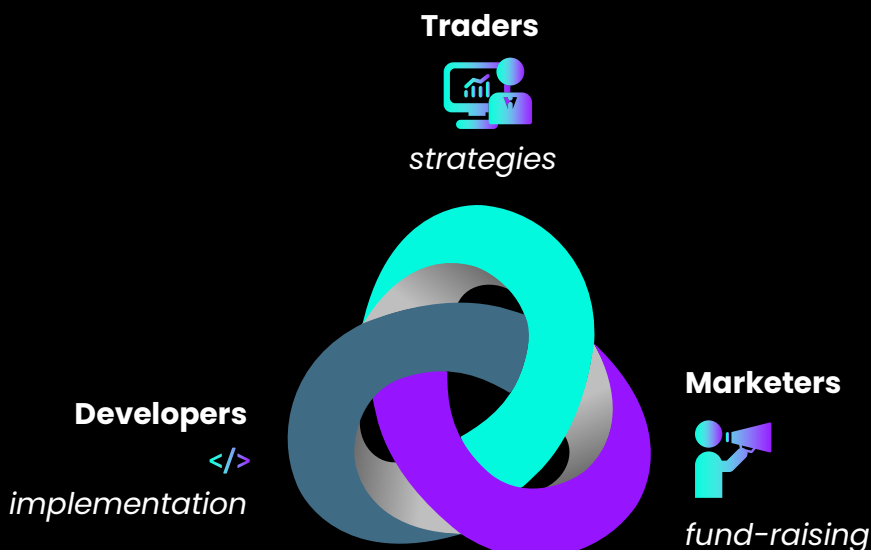 Traders
strategies
Marketers
Developers
</>
implementation
fund-raising